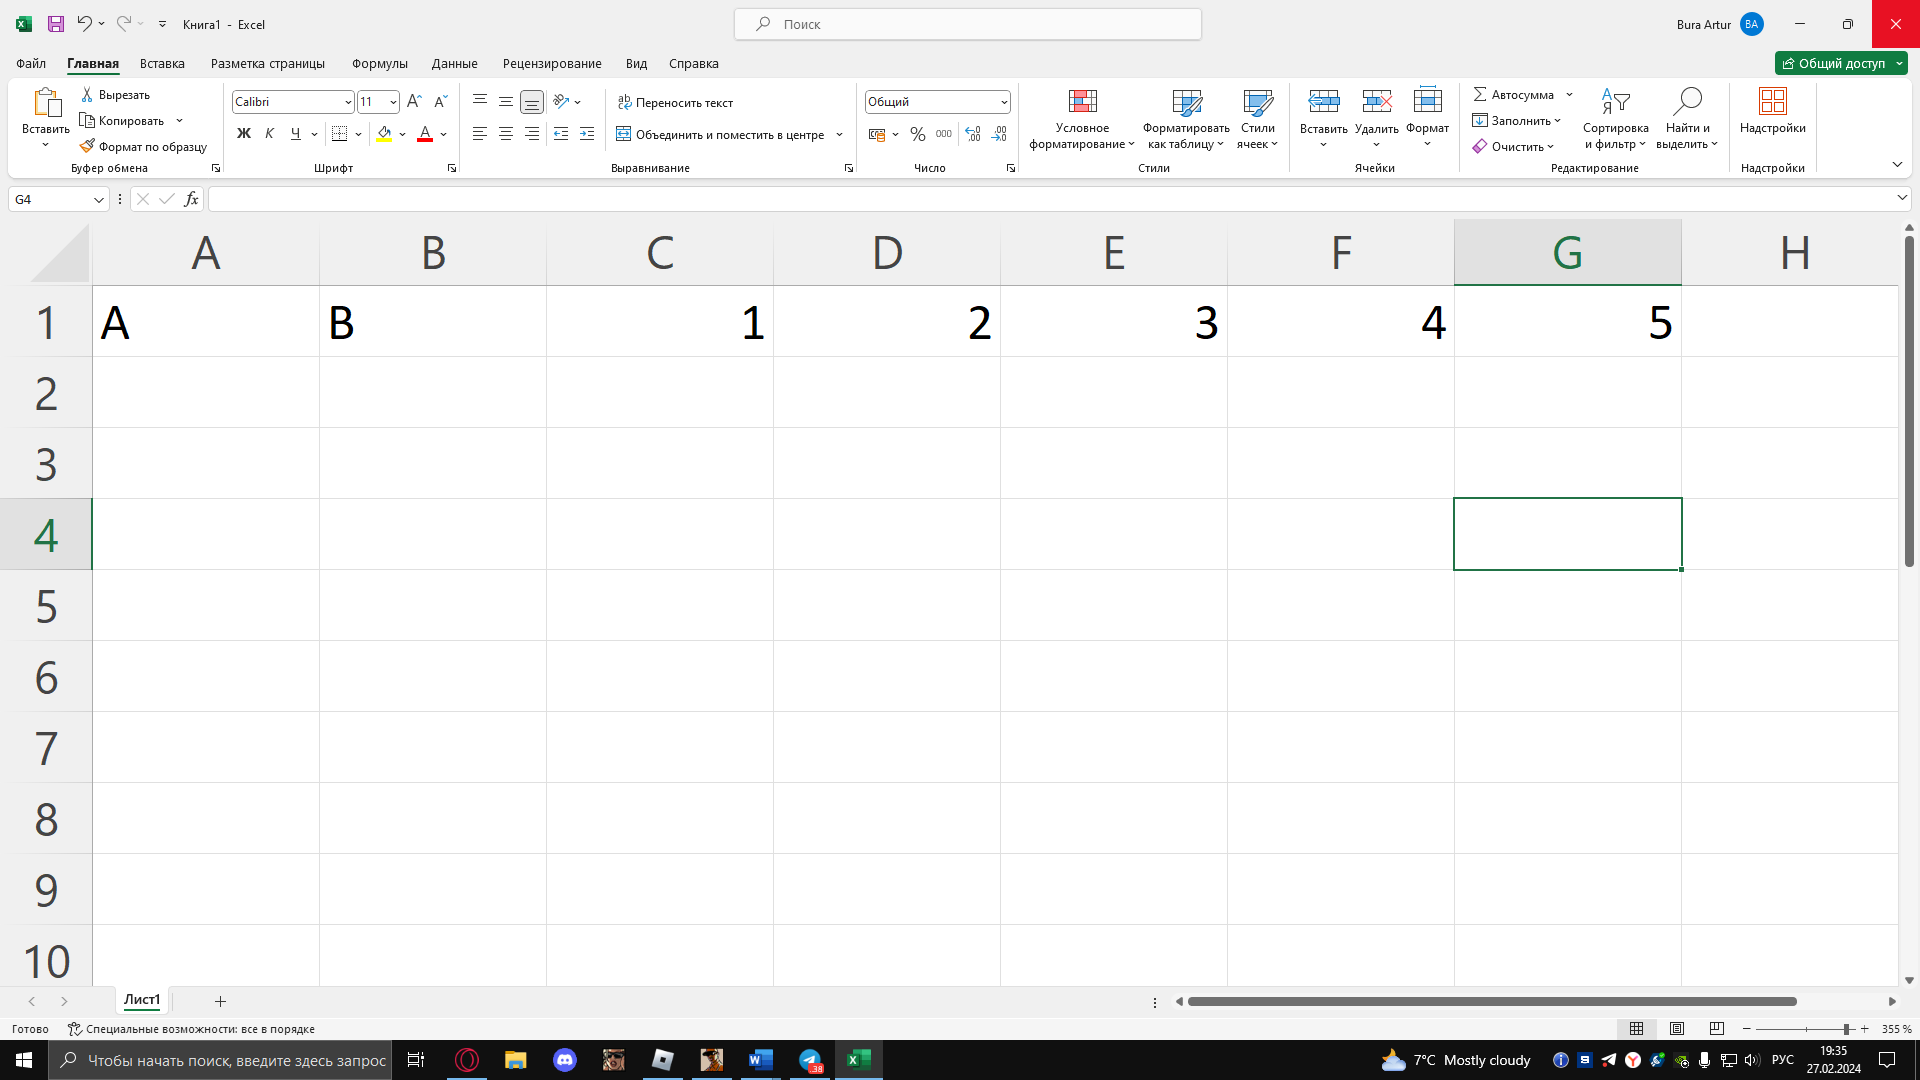 Книга1 - Excel
Поиск
Bura Artur
BA
Файл Главная Вставка Разметка страницы Формулы Данные Рецензирование Вид Справка
Общий доступ
Вставить
Вырезать
Копировать
Формат по образцу
Буфер обмена
Calibri 11
Ж К Ч А
Шрифт
Переносить текст
Объединить и поместить в центре
Выравнивание
Общий
% 000
Число
Условное
форматирование
Форматировать
как таблицу
Стили
ячеек
Стили
Вставить Удалить Формат
Ячейки
Автосумма
Заполнить
Очистить
Сортировка
и фильтр
Найти и
выделить
Редактирование
Надстройки
Надстройки
G4
fx
A B C D E F G H
1 A B 1 2 3 4 5
2
3
4
5
6
7
8
9
10
Лист1
Готово Специальные возможности: все в порядке
355 %
Чтобы начать поиск, введите здесь запрос
38
7°C Mostly cloudy
РУС
19:35
27.02.2024